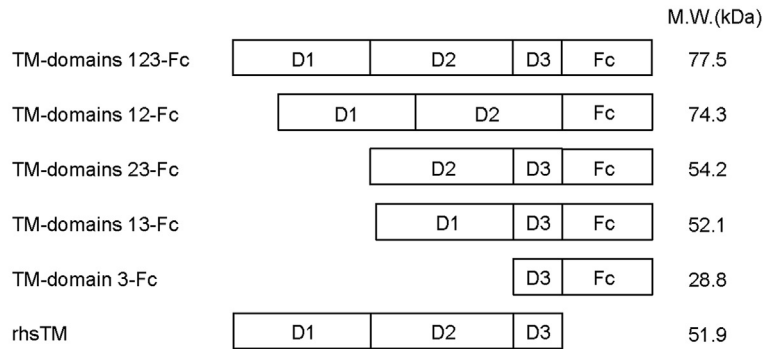 M.W.(kDa)
TM-domains 123-Fc D1 D2 D3 Fc 77.5
TM-domains 12-Fc D1 D2 Fc 74.3
TM-domains 23-Fc D2 D3 Fc 54.2
TM-domains 13-Fc D1 D3 Fc 52.1
TM-domain 3-Fc D3 Fc 28.8
rhsTM D1 D2 D3 51.9